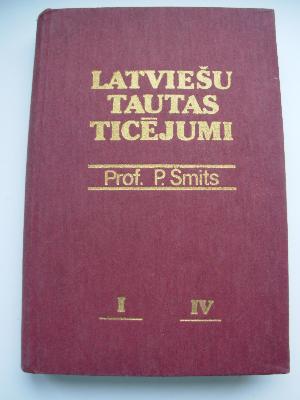 LATVIEŠU
TAUTAS
TICĒJUMI
Prof. P. Šmits
I IV